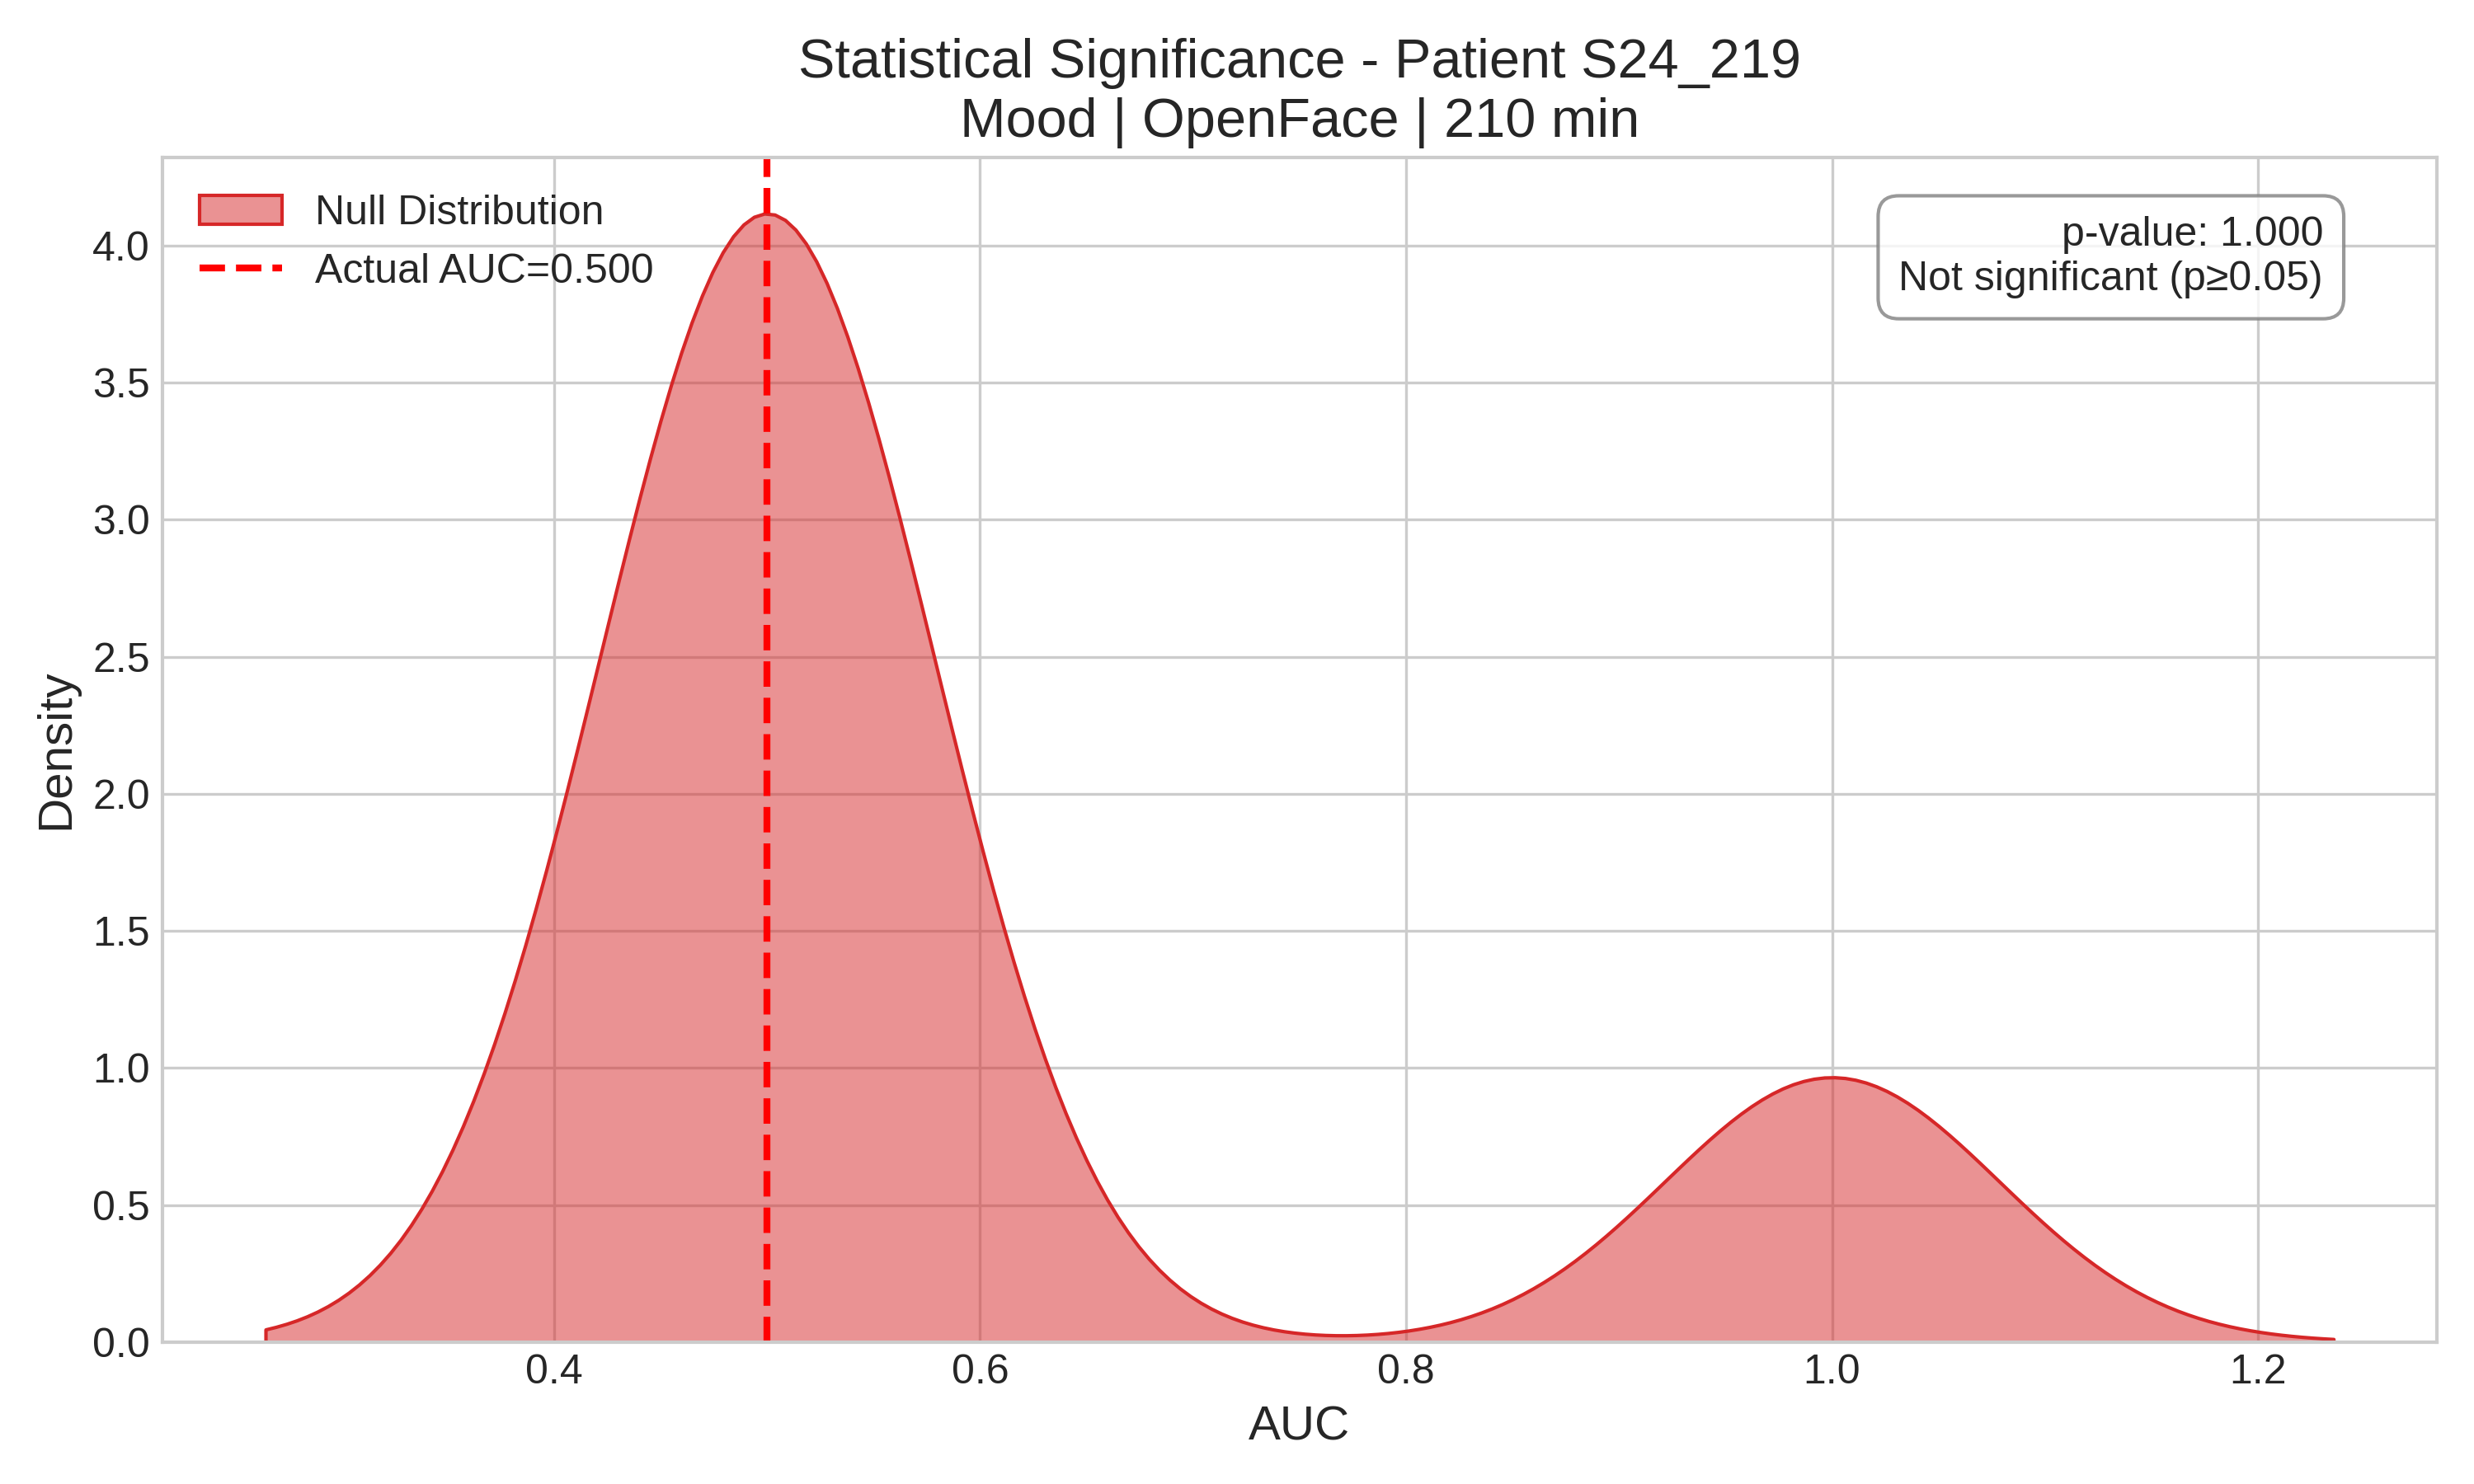 Statistical Significance - Patient S24_219
Mood | OpenFace | 210 min
Null Distribution
Actual AUC=0.500
p-value: 1.000
Not significant (p≥0.05)
Density
4.0
3.5
3.0
2.5
2.0
1.5
1.0
0.5
0.0
0.4 0.6 0.8 1.0 1.2
AUC